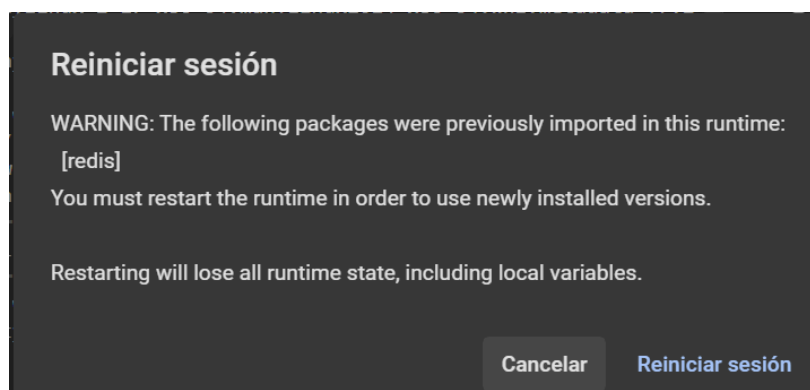 Reiniciar sesión
WARNING: The following packages were previously imported in this runtime:
[redis]
You must restart the runtime in order to use newly installed versions.
Restarting will lose all runtime state, including local variables.
Cancelar
Reiniciar sesión